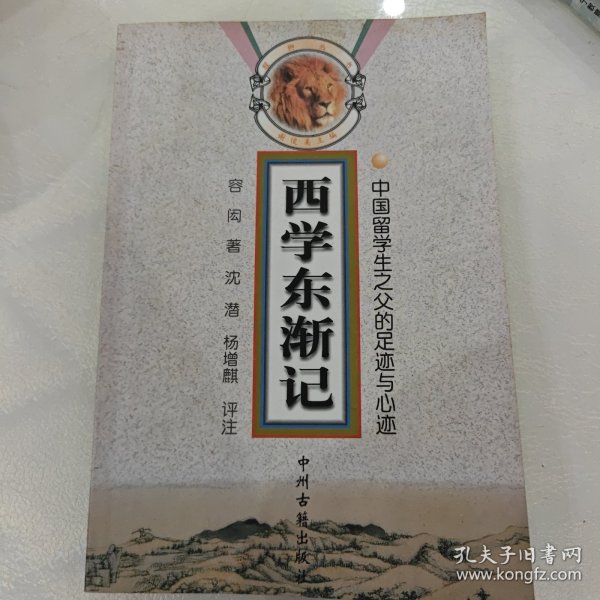 西学东渐记
中国留学生之父的足迹与心迹
容闳著 沈潜 杨增麒 评注
中州古籍出版社
孔夫子旧书网
www.kongfz.com